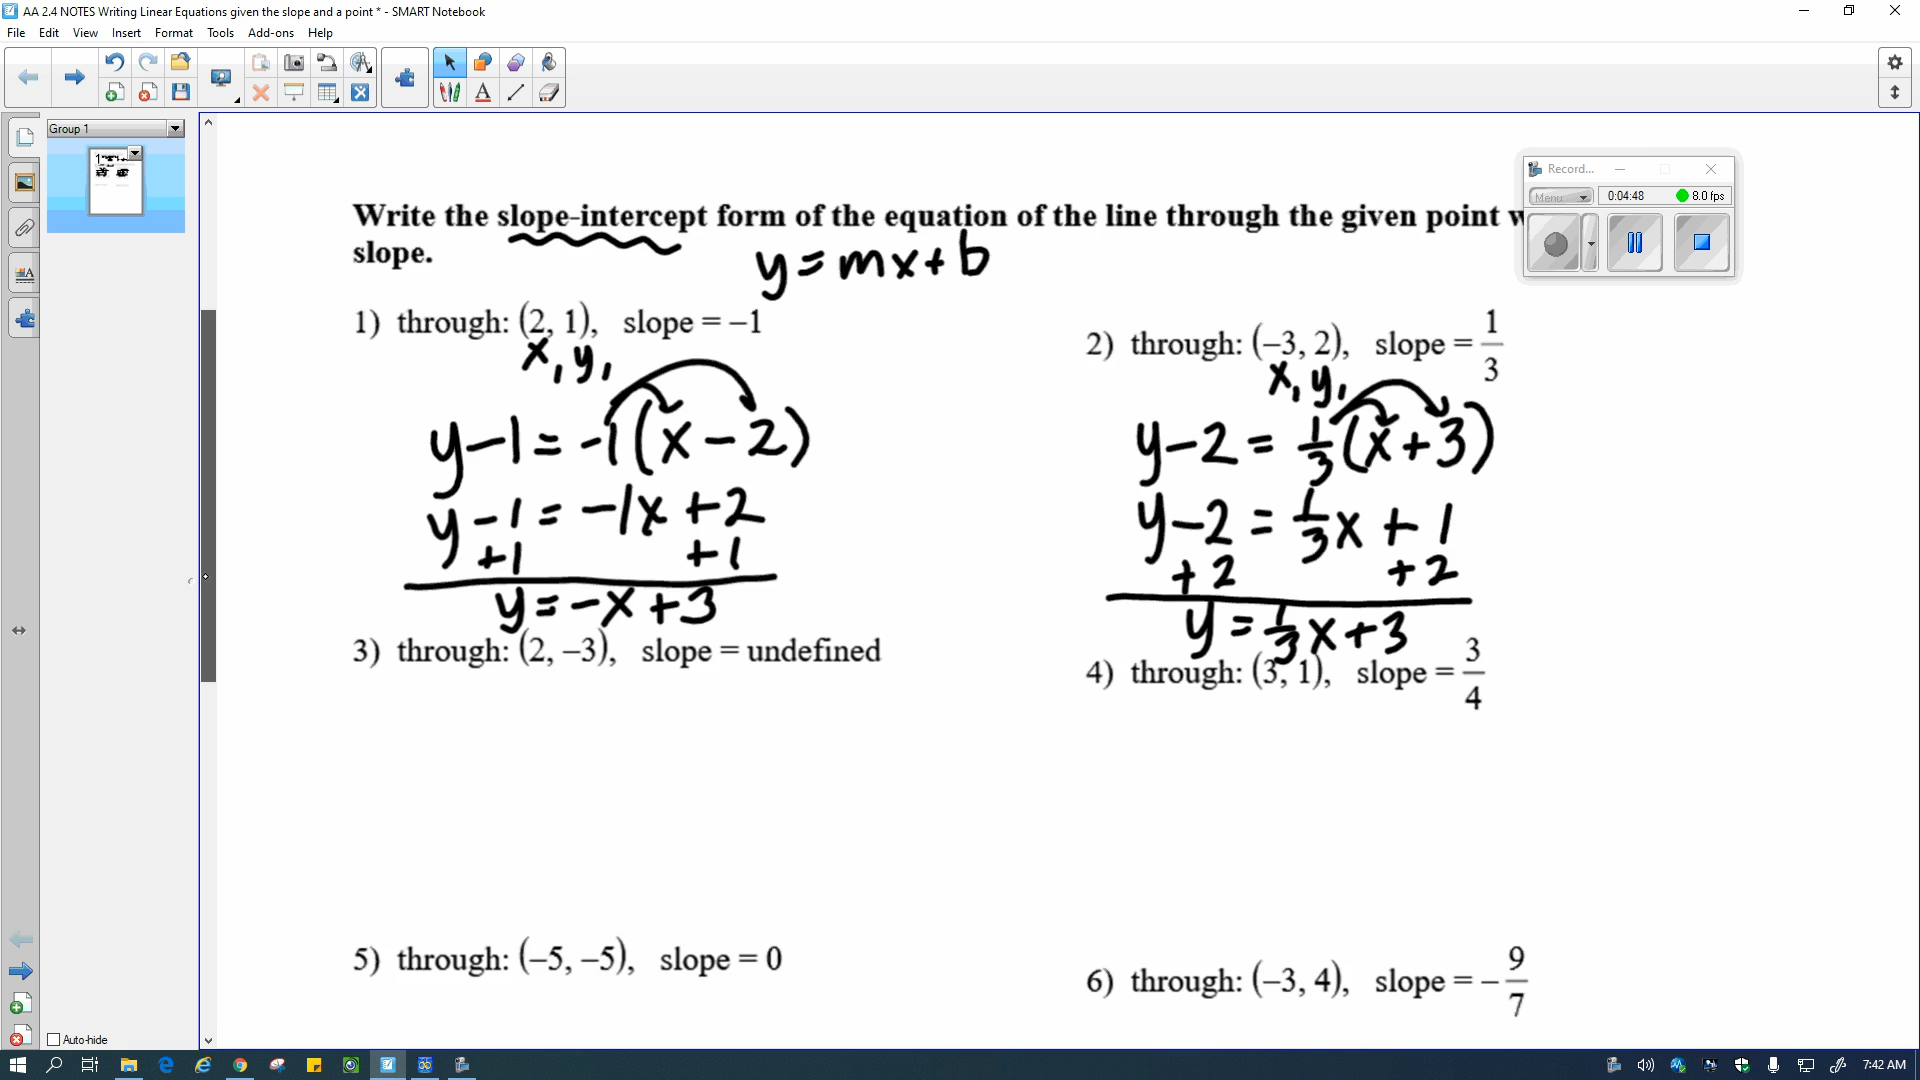 AA 2.4 NOTES Writing Linear Equations given the slope and a point * - SMART Notebook
File Edit View Insert Format Tools Add-ons Help
Group 1
Record...
Menu 0:04:48 8.0 fps
Write the slope-intercept form of the equation of the line through the given point w
slope.
y = mx + b
1) through: (2, 1), slope = –1
x₁ y₁
y – 1 = –1(x – 2)
y – 1 = –1x + 2
+1 +1
y = –x + 3
2) through: (–3, 2), slope = 1/3
x₁ y₁
y – 2 = 1/3(x + 3)
y – 2 = 1/3x + 1
+2 +2
y = 1/3x + 3
3) through: (2, –3), slope = undefined
4) through: (3, 1), slope = 3/4
5) through: (–5, –5), slope = 0
6) through: (–3, 4), slope = – 9/7
Auto-hide
7:42 AM